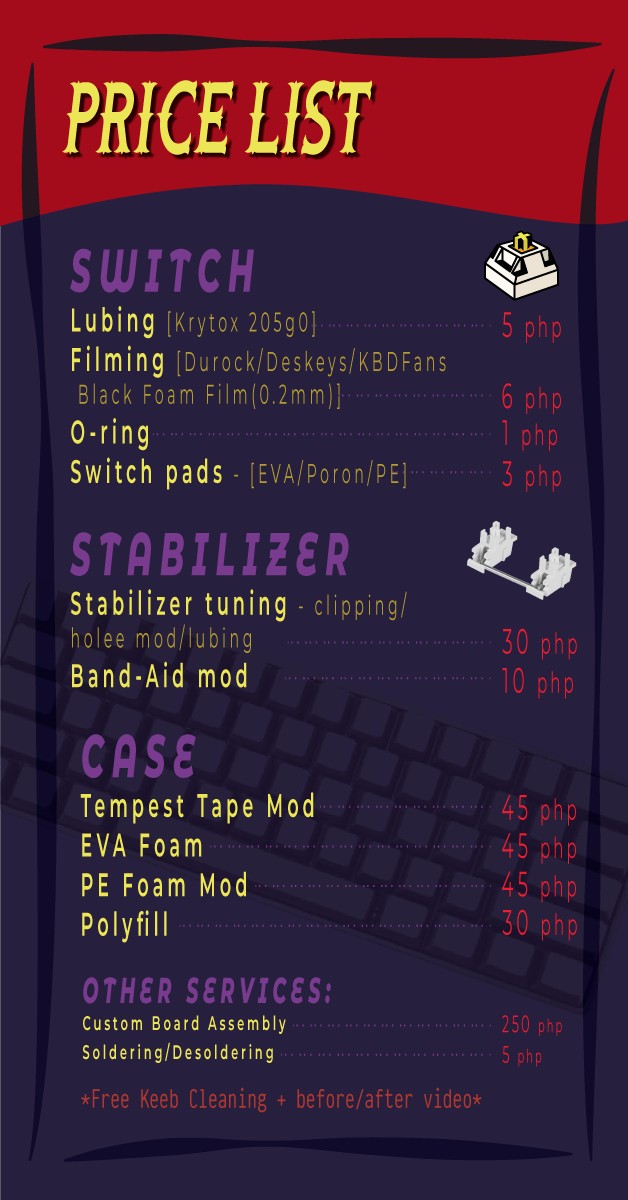 PRICE LIST
SWITCH
Lubing [Krytox 205g0] 5 php
Filming [Durock/Deskeys/KBDFans
Black Foam Film(0.2mm)] 6 php
O-ring 1 php
Switch pads - [EVA/Poron/PE] 3 php
STABILIZER
Stabilizer tuning - clipping/
holee mod/lubing 30 php
Band-Aid mod 10 php
CASE
Tempest Tape Mod 45 php
EVA Foam 45 php
PE Foam Mod 45 php
Polyfill 30 php
OTHER SERVICES:
Custom Board Assembly 250 php
Soldering/Desoldering 5 php
*Free Keeb Cleaning + before/after video*